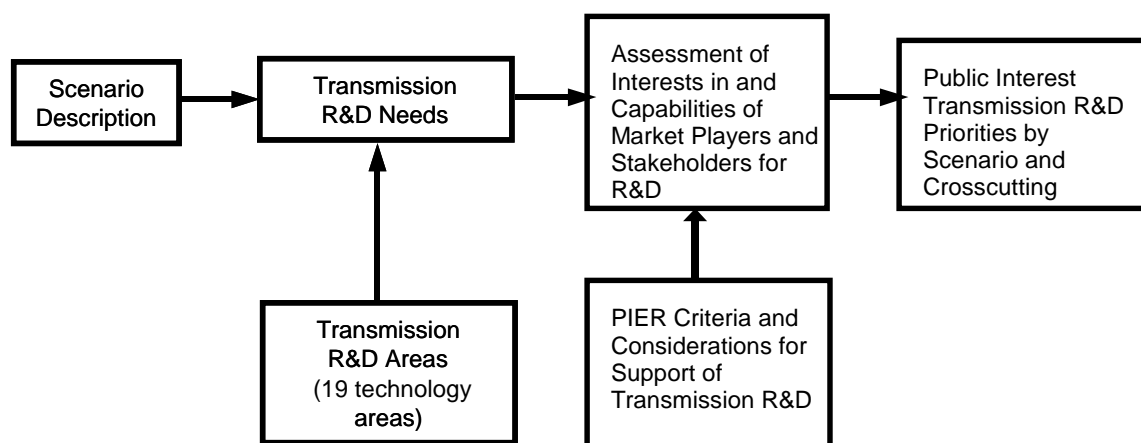 Scenario
Description
Transmission
R&D Needs
Assessment of
Interests in and
Capabilities of
Market Players and
Stakeholders for
R&D
Public Interest
Transmission R&D
Priorities by
Scenario and
Crosscutting
Transmission
R&D Areas
(19 technology
areas)
PIER Criteria and
Considerations for
Support of
Transmission R&D